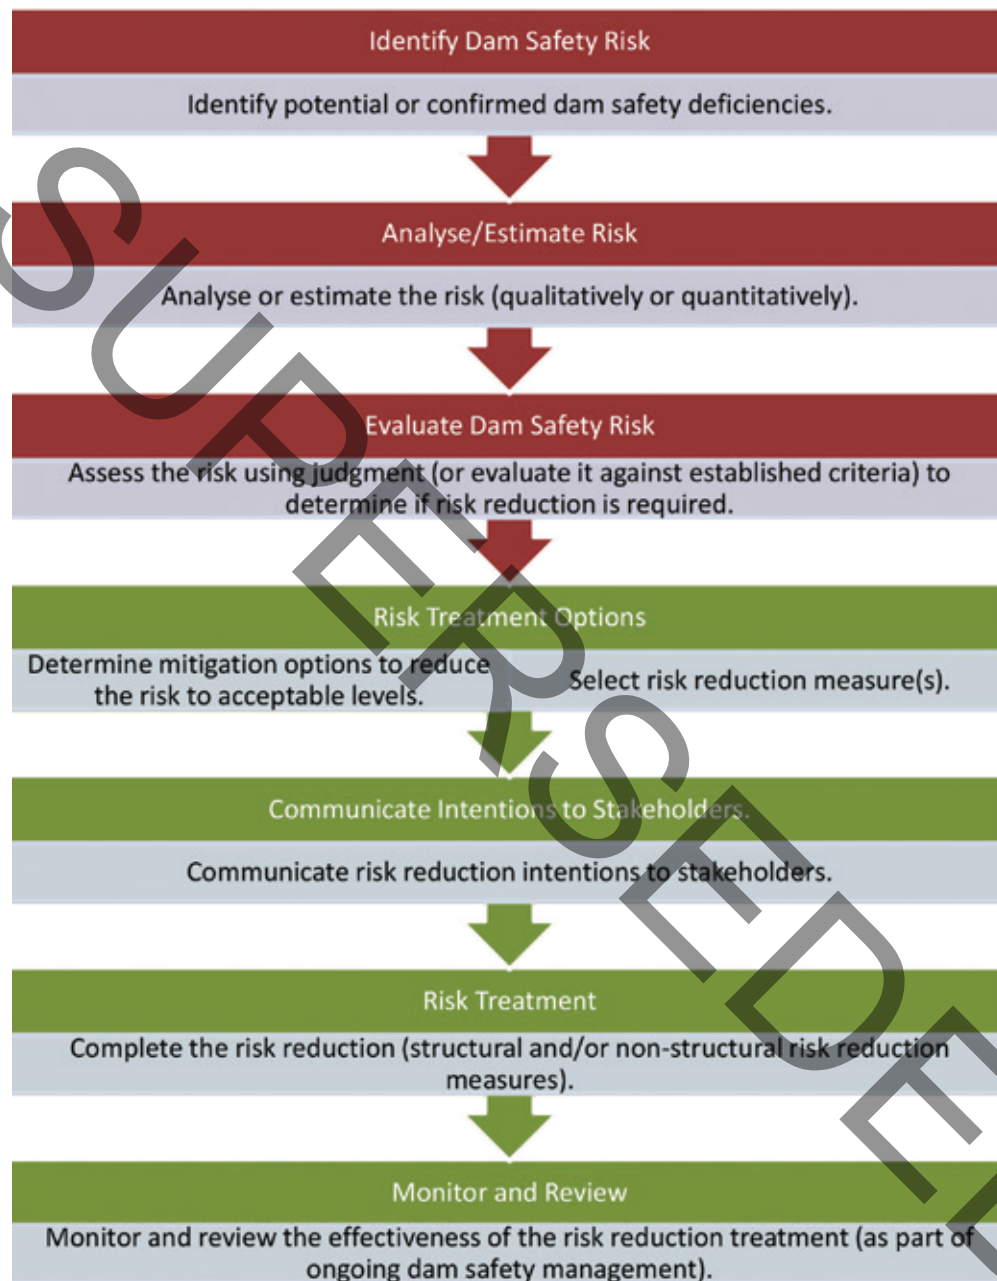 Identify Dam Safety Risk
Identify potential or confirmed dam safety deficiencies.
Analyse/Estimate Risk
Analyse or estimate the risk (qualitatively or quantitatively).
Evaluate Dam Safety Risk
Assess the risk using judgment (or evaluate it against established criteria) to
determine if risk reduction is required.
Risk Treatment Options
Determine mitigation options to reduce
the risk to acceptable levels.
Select risk reduction measure(s).
Communicate Intentions to Stakeholders.
Communicate risk reduction intentions to stakeholders.
Risk Treatment
Complete the risk reduction (structural and/or non-structural risk reduction
measures).
Monitor and Review
Monitor and review the effectiveness of the risk reduction treatment (as part of
ongoing dam safety management).
SUPERSEDED